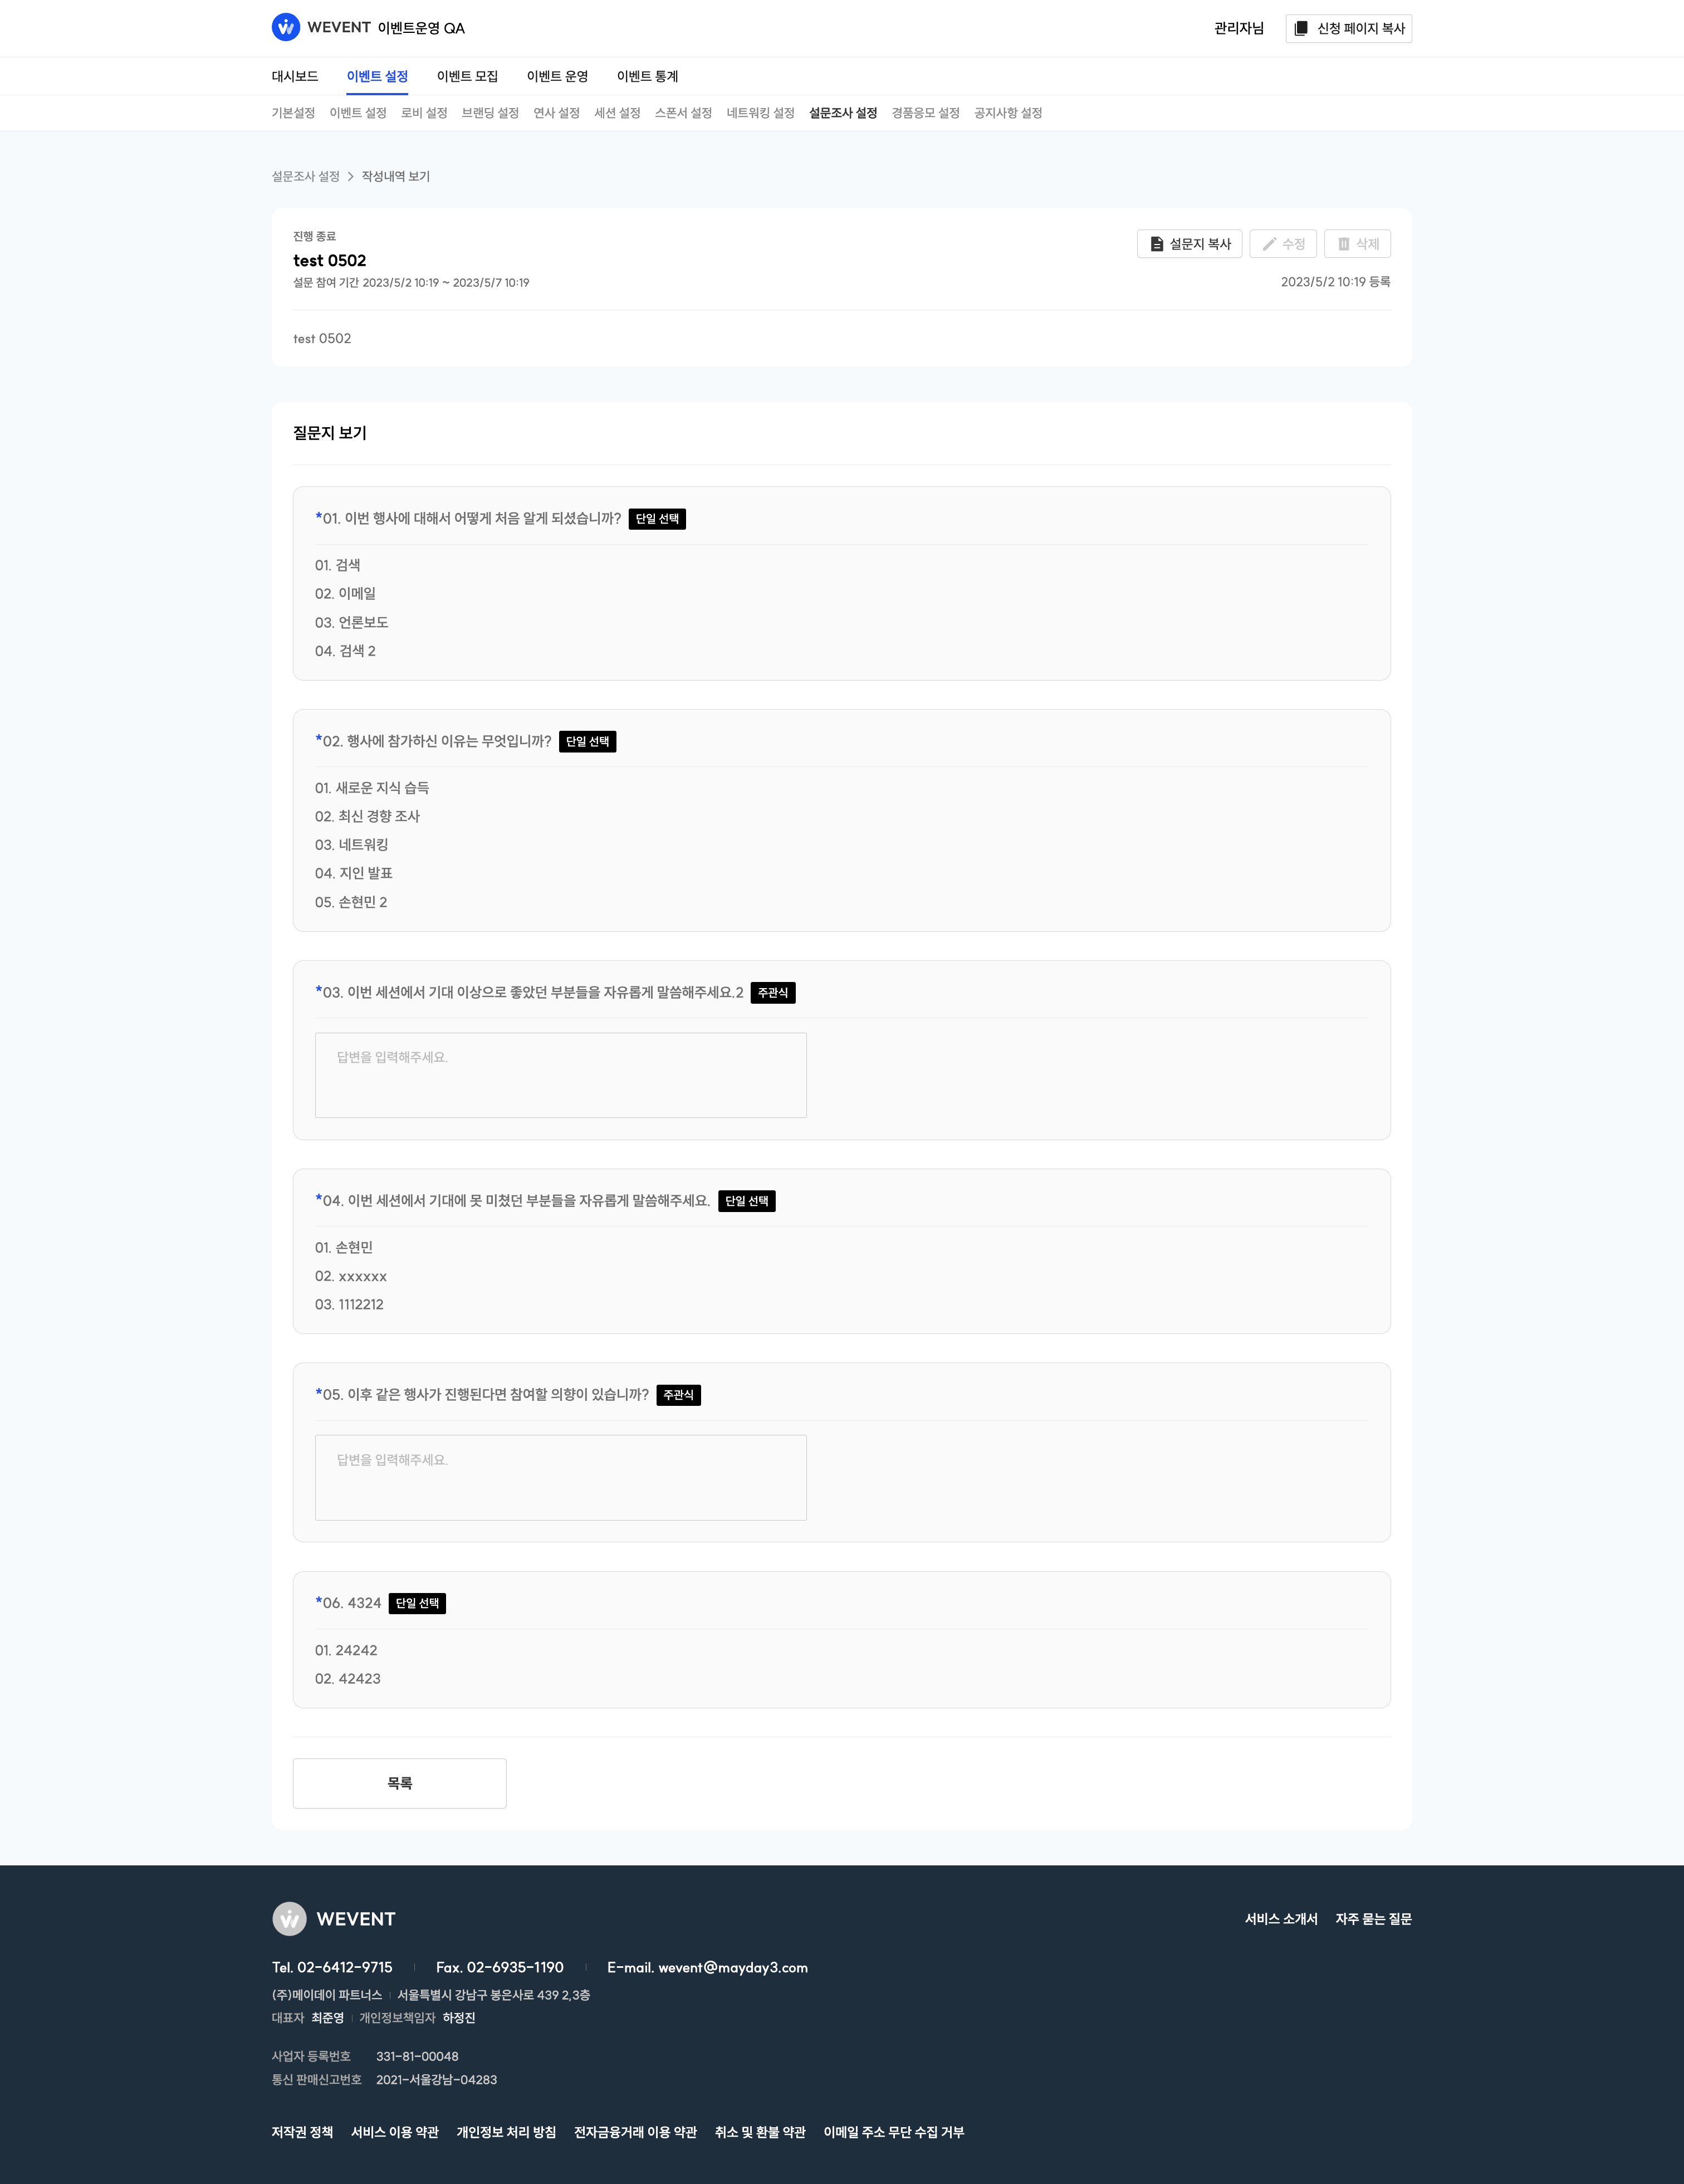 WEVENT 이벤트운영 QA
관리자님
신청 페이지 복사
대시보드 이벤트 설정 이벤트 모집 이벤트 운영 이벤트 통계
기본설정 이벤트 설정 로비 설정 브랜딩 설정 연사 설정 세션 설정 스폰서 설정 네트워킹 설정 설문조사 설정 경품응모 설정 공지사항 설정
설문조사 설정 > 작성내역 보기
진행 종료
test 0502
설문 참여 기간 2023/5/2 10:19 ~ 2023/5/7 10:19
설문지 복사 수정 삭제
2023/5/2 10:19 등록
test 0502
질문지 보기
*01. 이번 행사에 대해서 어떻게 처음 알게 되셨습니까? 단일 선택
01. 검색
02. 이메일
03. 언론보도
04. 검색 2
*02. 행사에 참가하신 이유는 무엇입니까? 단일 선택
01. 새로운 지식 습득
02. 최신 경향 조사
03. 네트워킹
04. 지인 발표
05. 손현민 2
*03. 이번 세션에서 기대 이상으로 좋았던 부분들을 자유롭게 말씀해주세요.2 주관식
답변을 입력해주세요.
*04. 이번 세션에서 기대에 못 미쳤던 부분들을 자유롭게 말씀해주세요. 단일 선택
01. 손현민
02. xxxxxx
03. 1112212
*05. 이후 같은 행사가 진행된다면 참여할 의향이 있습니까? 주관식
답변을 입력해주세요.
*06. 4324 단일 선택
01. 24242
02. 42423
목록
WEVENT
서비스 소개서 자주 묻는 질문
Tel. 02-6412-9715 Fax. 02-6935-1190 E-mail. wevent@mayday3.com
(주)메이데이 파트너스 서울특별시 강남구 봉은사로 439 2,3층
대표자 최준영 개인정보책임자 하정진
사업자 등록번호 331-81-00048
통신 판매신고번호 2021-서울강남-04283
저작권 정책 서비스 이용 약관 개인정보 처리 방침 전자금융거래 이용 약관 취소 및 환불 약관 이메일 주소 무단 수집 거부